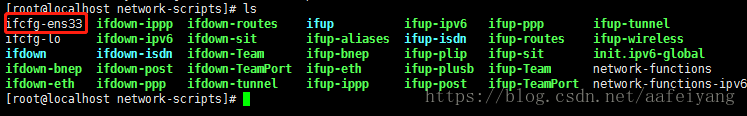 [root@localhost network-scripts]# ls
ifcfg-ens33 ifdown-ippp ifdown-routes ifup ifup-ipv6 ifup-ppp ifup-tunnel
ifcfg-lo ifdown-ipv6 ifdown-sit ifup-aliases ifup-isdn ifup-routes ifup-wireless
ifdown ifdown-isdn ifdown-Team ifup-bnep ifup-plip ifup-sit init.ipv6-global
ifdown-bnep ifdown-post ifdown-TeamPort ifup-eth ifup-plusb ifup-Team network-functions
ifdown-eth ifdown-ppp ifdown-tunnel ifup-ippp ifup-post ifup-TeamPort network-functions-ipv6
[root@localhost network-scripts]#
https://blog.csdn.net/aafeiyang